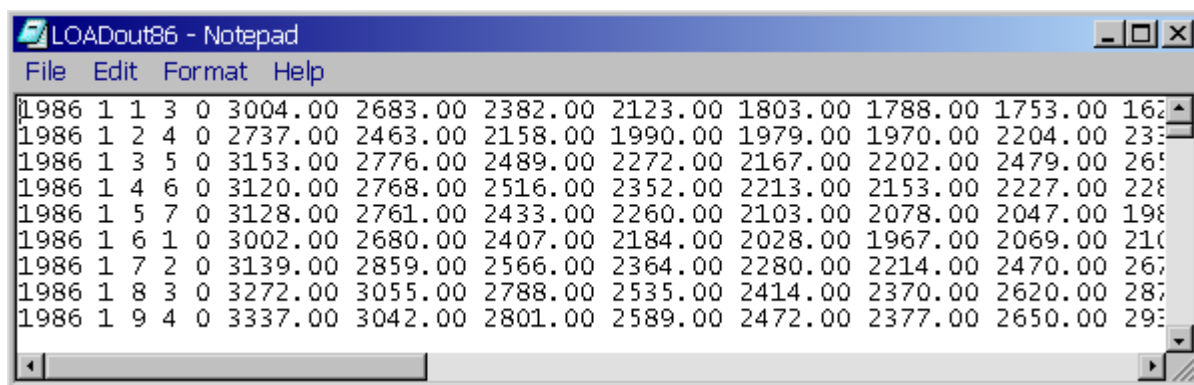 LOADout86 - Notepad
File Edit Format Help
1986 1 1 3 0 3004.00 2683.00 2382.00 2123.00 1803.00 1788.00 1753.00
1986 1 2 4 0 2737.00 2463.00 2158.00 1990.00 1979.00 1970.00 2204.00
1986 1 3 5 0 3153.00 2776.00 2489.00 2272.00 2167.00 2202.00 2479.00
1986 1 4 6 0 3120.00 2768.00 2516.00 2352.00 2213.00 2153.00 2227.00
1986 1 5 7 0 3128.00 2761.00 2433.00 2260.00 2103.00 2078.00 2047.00
1986 1 6 1 0 3002.00 2680.00 2407.00 2184.00 2028.00 1967.00 2069.00
1986 1 7 2 0 3139.00 2859.00 2566.00 2364.00 2280.00 2214.00 2470.00
1986 1 8 3 0 3272.00 3055.00 2788.00 2535.00 2414.00 2370.00 2620.00
1986 1 9 4 0 3337.00 3042.00 2801.00 2589.00 2472.00 2377.00 2650.00